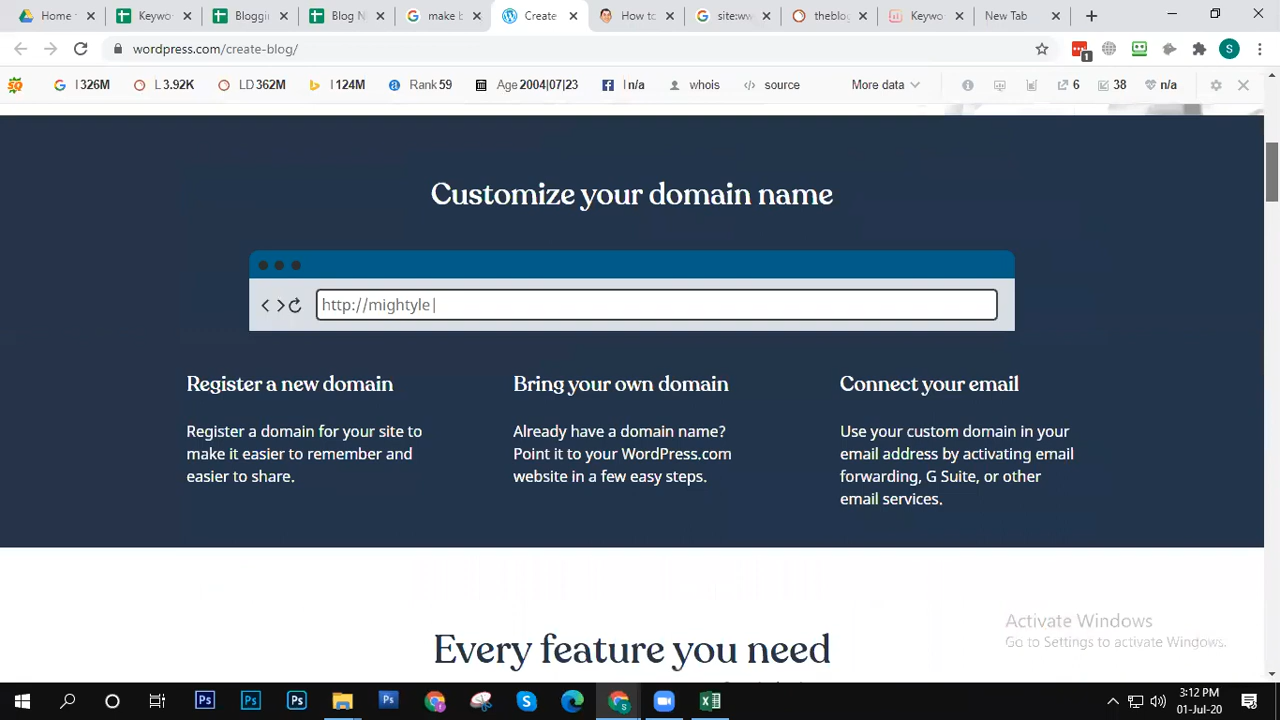 Home -
Keywo
Bloggin
Blog N
make.E
Create
How to
site:ww
theblog
Keywo
New Tab
wordpress.com/create-blog/
1
S
I 326M
L 3.92K
LD 362M
I 124M
Rank 59
Age 2004|07|23
I n/a
whois
source
More data
6
38
n/a
Customize your domain name
http://mightyle
Register a new domain
Bring your own domain
Connect your email
Register a domain for your site to
make it easier to remember and
easier to share.
Already have a domain name?
Point it to your WordPress.com
website in a few easy steps.
Use your custom domain in your
email address by activating email
forwarding, G Suite, or other
email services.
Every feature you need
Activate Windows
Go to Settings to activate Windows.
3:12 PM
01-Jul-20